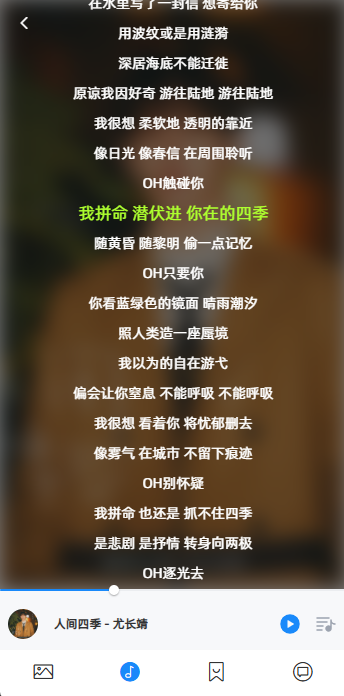 在水里写了一封信 想寄给你
用波纹或是用涟漪
深居海底不能迁徙
原谅我因好奇 游往陆地 游往陆地
我很想 柔软地 透明的靠近
像日光 像春信 在周围聆听
OH触碰你
我拼命 潜伏进 你在的四季
随黄昏 随黎明 偷一点记忆
OH只要你
你看蓝绿色的镜面 晴雨潮汐
照人类造一座蜃境
我以为的自在游弋
偏会让你窒息 不能呼吸 不能呼吸
我很想 看着你 将忧郁删去
像雾气 在城市 不留下痕迹
OH别怀疑
我拼命 也还是 抓不住四季
是悲剧 是抒情 转身向两极
OH逐光去
人间四季 - 尤长靖